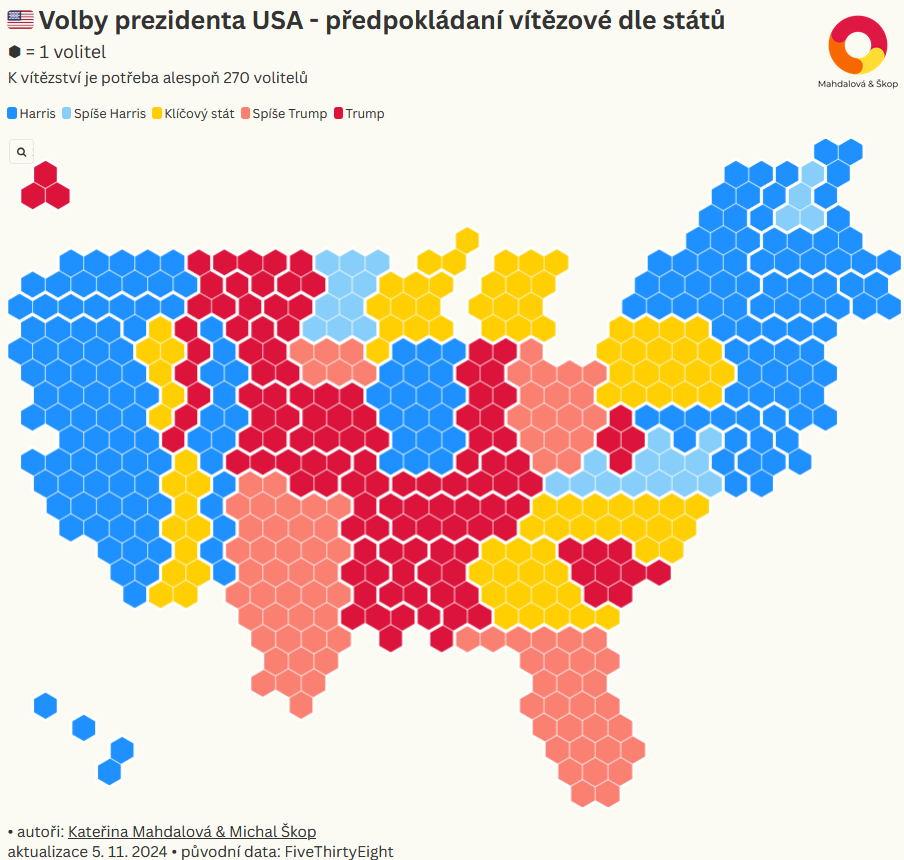 Volby prezidenta USA - předpokládaní vítězové dle států
= 1 volitel
K vítězství je potřeba alespoň 270 volitelů
Harris Spíše Harris Klíčový stát Spíše Trump Trump
Mahdalová & Škop
• autoři: Kateřina Mahdalová & Michal Škop
aktualizace 5. 11. 2024 • původní data: FiveThirtyEight